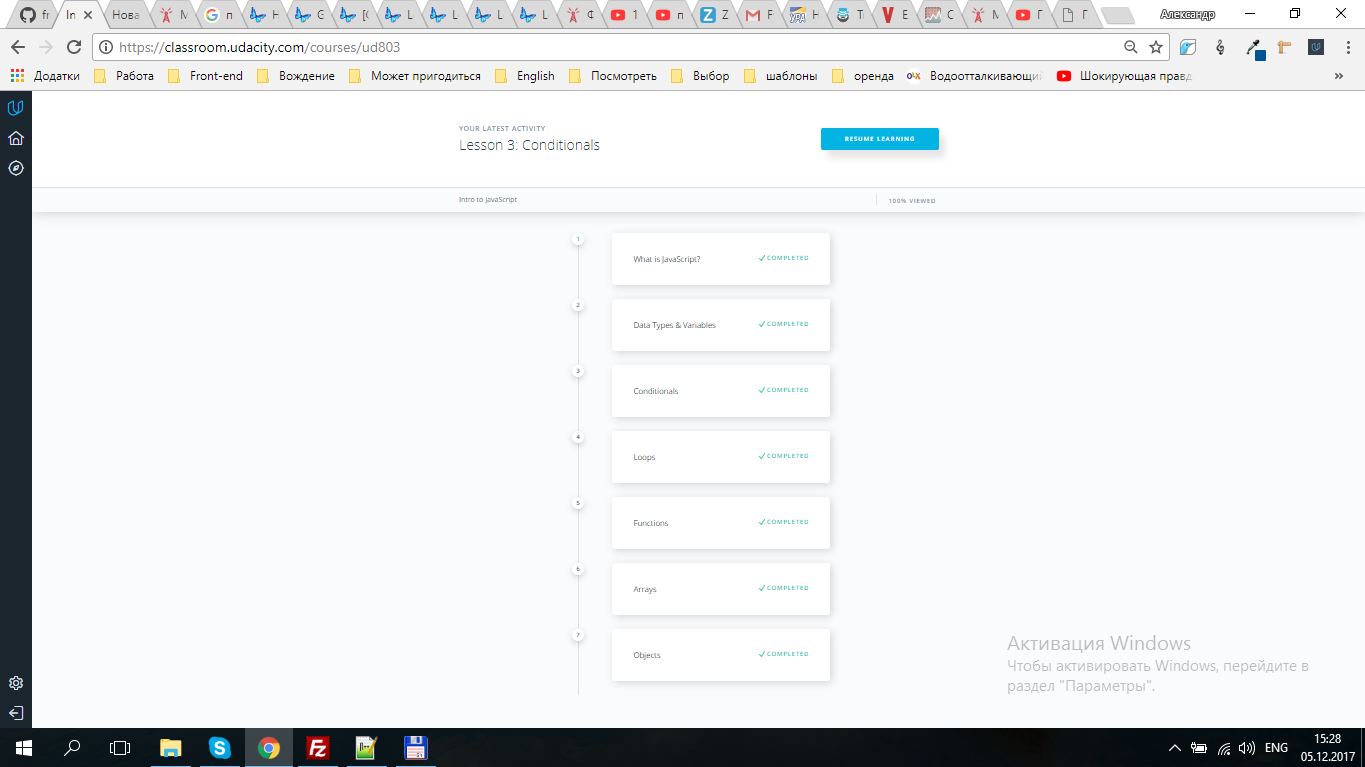 fr
In
Нова
М
п
Н
G
[С
L
L
L
L
Ф
1
п
Z
F
Н
Ti
E
С
М
Г
Г
Александр
https://classroom.udacity.com/courses/ud803
Додатки Работа Front-end Вождение Может пригодиться English Посмотреть Выбор шаблоны оренда Водоотталкивающи Шокирующая правд
YOUR LATEST ACTIVITY
Lesson 3: Conditionals
RESUME LEARNING
Intro to JavaScript
100% VIEWED
1
What is JavaScript? COMPLETED
2
Data Types & Variables COMPLETED
3
Conditionals COMPLETED
4
Loops COMPLETED
5
Functions COMPLETED
6
Arrays COMPLETED
7
Objects COMPLETED
Активация Windows
Чтобы активировать Windows, перейдите в
раздел "Параметры".
ENG
15:28
05.12.2017